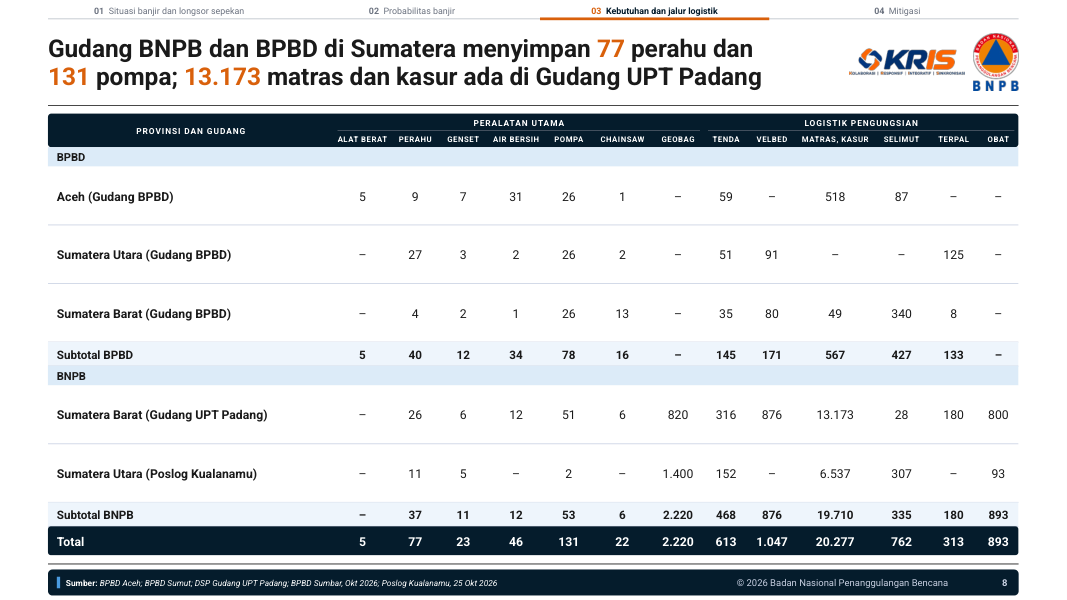 01 Situasi banjir dan longsor sepekan 02 Probabilitas banjir 03 Kebutuhan dan jalur logistik 04 Mitigasi
Gudang BNPB dan BPBD di Sumatera menyimpan 77 perahu dan
131 pompa; 13.173 matras dan kasur ada di Gudang UPT Padang
KRIS
KOLABORASI | RESPONSIF | INTEGRATIF | SINKRONISASI
BADAN NASIONAL
PENANGGULANGAN BENCANA
BNPB
PROVINSI DAN GUDANG PERALATAN UTAMA LOGISTIK PENGUNGSIAN
ALAT BERAT PERAHU GENSET AIR BERSIH POMPA CHAINSAW GEOBAG TENDA VELBED MATRAS, KASUR SELIMUT TERPAL OBAT
BPBD
Aceh (Gudang BPBD) 5 9 7 31 26 1 – 59 – 518 87 – –
Sumatera Utara (Gudang BPBD) – 27 3 2 26 2 – 51 91 – – 125 –
Sumatera Barat (Gudang BPBD) – 4 2 1 26 13 – 35 80 49 340 8 –
Subtotal BPBD 5 40 12 34 78 16 – 145 171 567 427 133 –
BNPB
Sumatera Barat (Gudang UPT Padang) – 26 6 12 51 6 820 316 876 13.173 28 180 800
Sumatera Utara (Poslog Kualanamu) – 11 5 – 2 – 1.400 152 – 6.537 307 – 93
Subtotal BNPB – 37 11 12 53 6 2.220 468 876 19.710 335 180 893
Total 5 77 23 46 131 22 2.220 613 1.047 20.277 762 313 893
Sumber: BPBD Aceh; BPBD Sumut; DSP Gudang UPT Padang; BPBD Sumbar, Okt 2026; Poslog Kualanamu, 25 Okt 2026 © 2026 Badan Nasional Penanggulangan Bencana 8